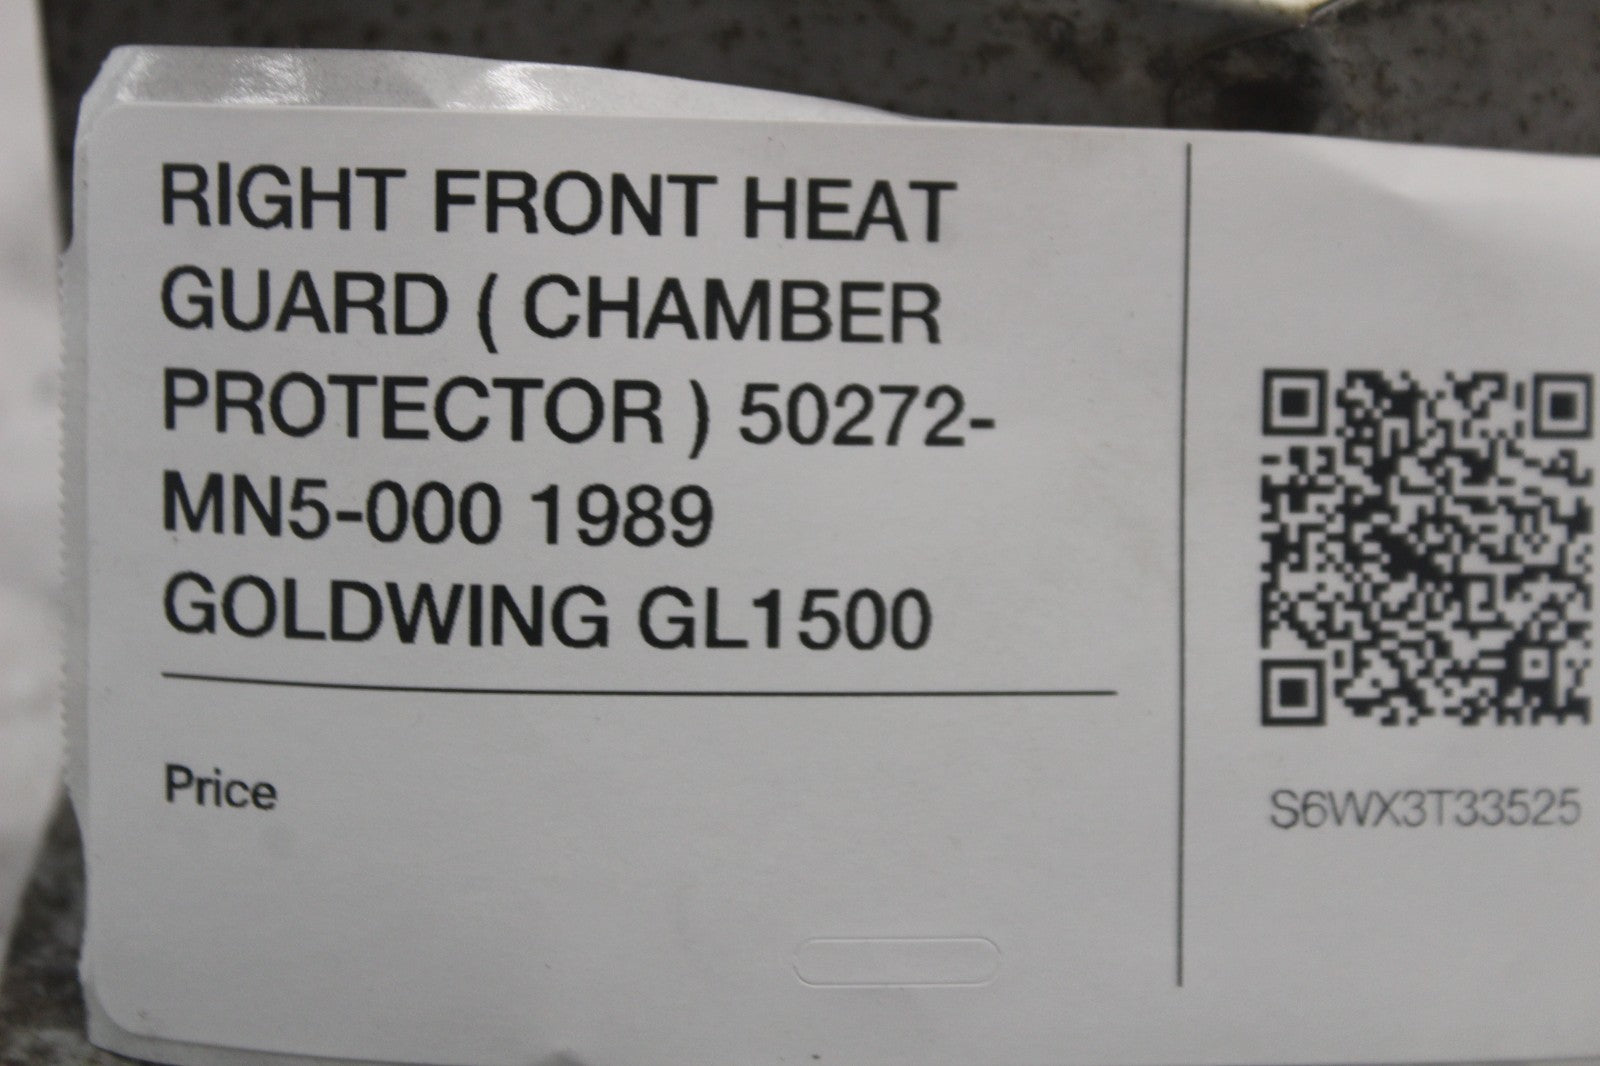 RIGHT FRONT HEAT
GUARD ( CHAMBER
PROTECTOR ) 50272-
MN5-000 1989
GOLDWING GL1500
Price
S6WX3T33525